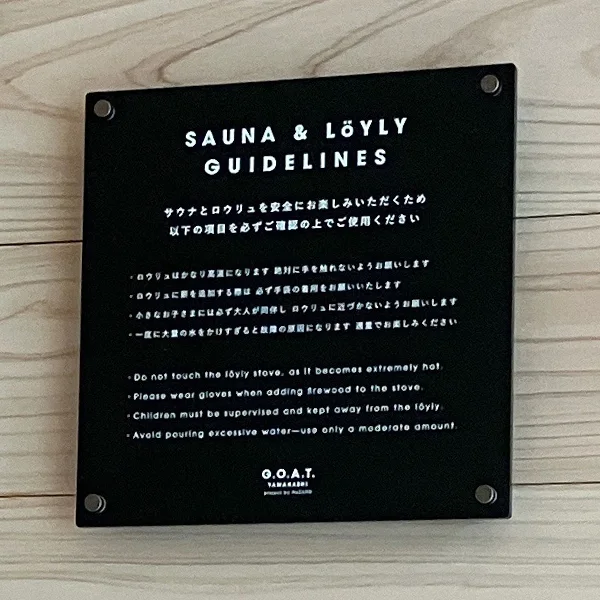 SAUNA & LöYLY
GUIDELINES
サウナとロウリュを安全にお楽しみいただくため
以下の項目を必ずご確認の上でご使用ください
・ロウリュはかなり高温になります 絶対に手を触れないようお願いします
・ロウリュに薪を追加する際は 必ず手袋の着用をお願いいたします
・小さなお子さまには必ず大人が同伴し ロウリュに近づかないようお願いします
・一度に大量の水をかけすぎると故障の原因になります 適量でお楽しみください
・Do not touch the löyly stove, as it becomes extremely hot.
・Please wear gloves when adding firewood to the stove.
・Children must be supervised and kept away from the löyly.
・Avoid pouring excessive water—use only a moderate amount.
G.O.A.T.
YAMANASHI